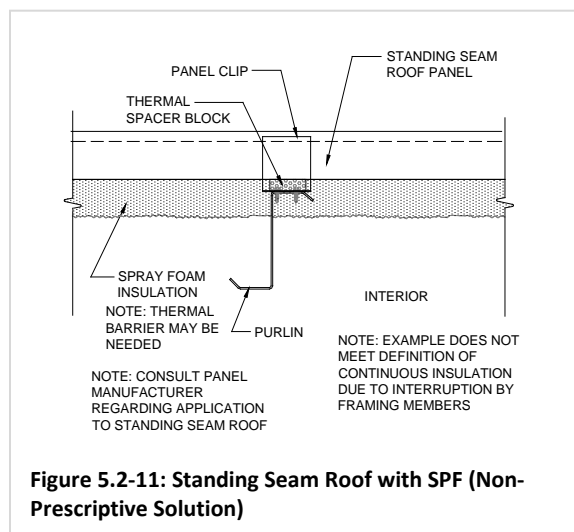 PANEL CLIP
STANDING SEAM
ROOF PANEL
THERMAL
SPACER BLOCK
SPRAY FOAM
INSULATION
NOTE: THERMAL
BARRIER MAY BE
NEEDED
PURLIN
INTERIOR
NOTE: CONSULT PANEL
MANUFACTURER
REGARDING APPLICATION
TO STANDING SEAM ROOF
NOTE: EXAMPLE DOES NOT
MEET DEFINITION OF
CONTINUOUS INSULATION
DUE TO INTERRUPTION BY
FRAMING MEMBERS
Figure 5.2-11: Standing Seam Roof with SPF (Non-
Prescriptive Solution)